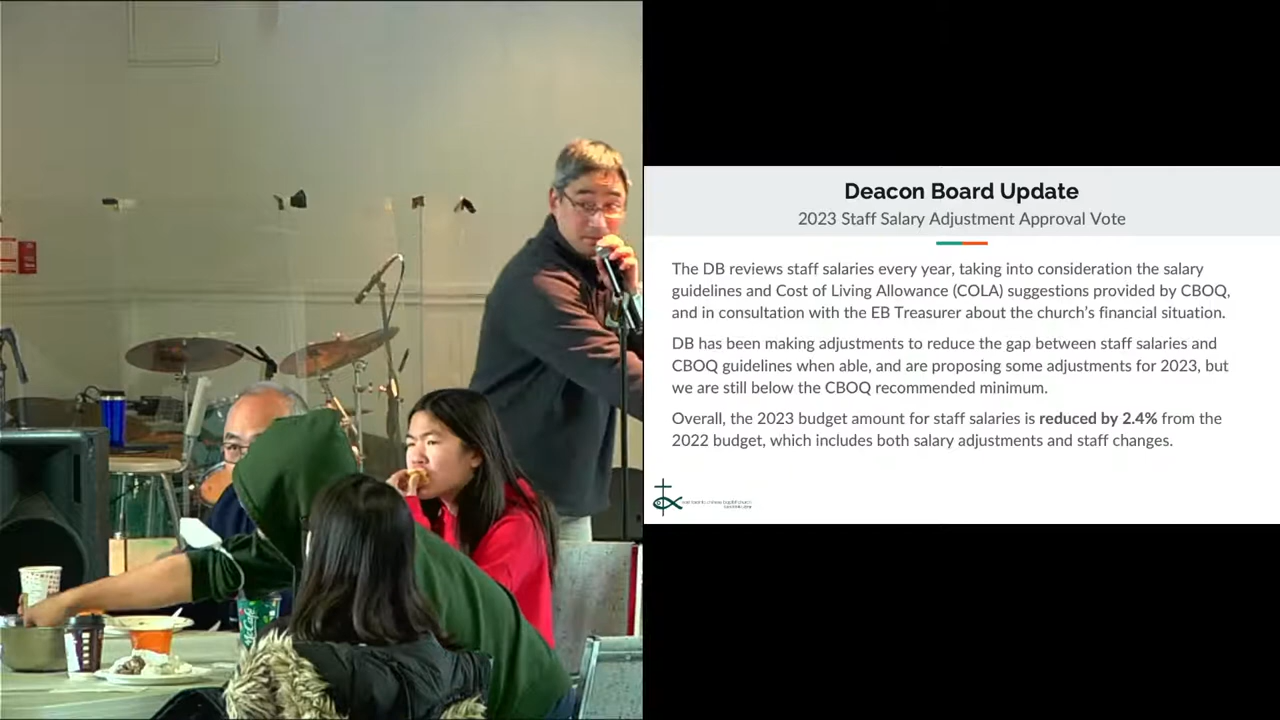 Deacon Board Update
2023 Staff Salary Adjustment Approval Vote
The DB reviews staff salaries every year, taking into consideration the salary
guidelines and Cost of Living Allowance (COLA) suggestions provided by CBOQ,
and in consultation with the EB Treasurer about the church's financial situation.
DB has been making adjustments to reduce the gap between staff salaries and
CBOQ guidelines when able, and are proposing some adjustments for 2023, but
we are still below the CBOQ recommended minimum.
Overall, the 2023 budget amount for staff salaries is reduced by 2.4% from the
2022 budget, which includes both salary adjustments and staff changes.
McCafé